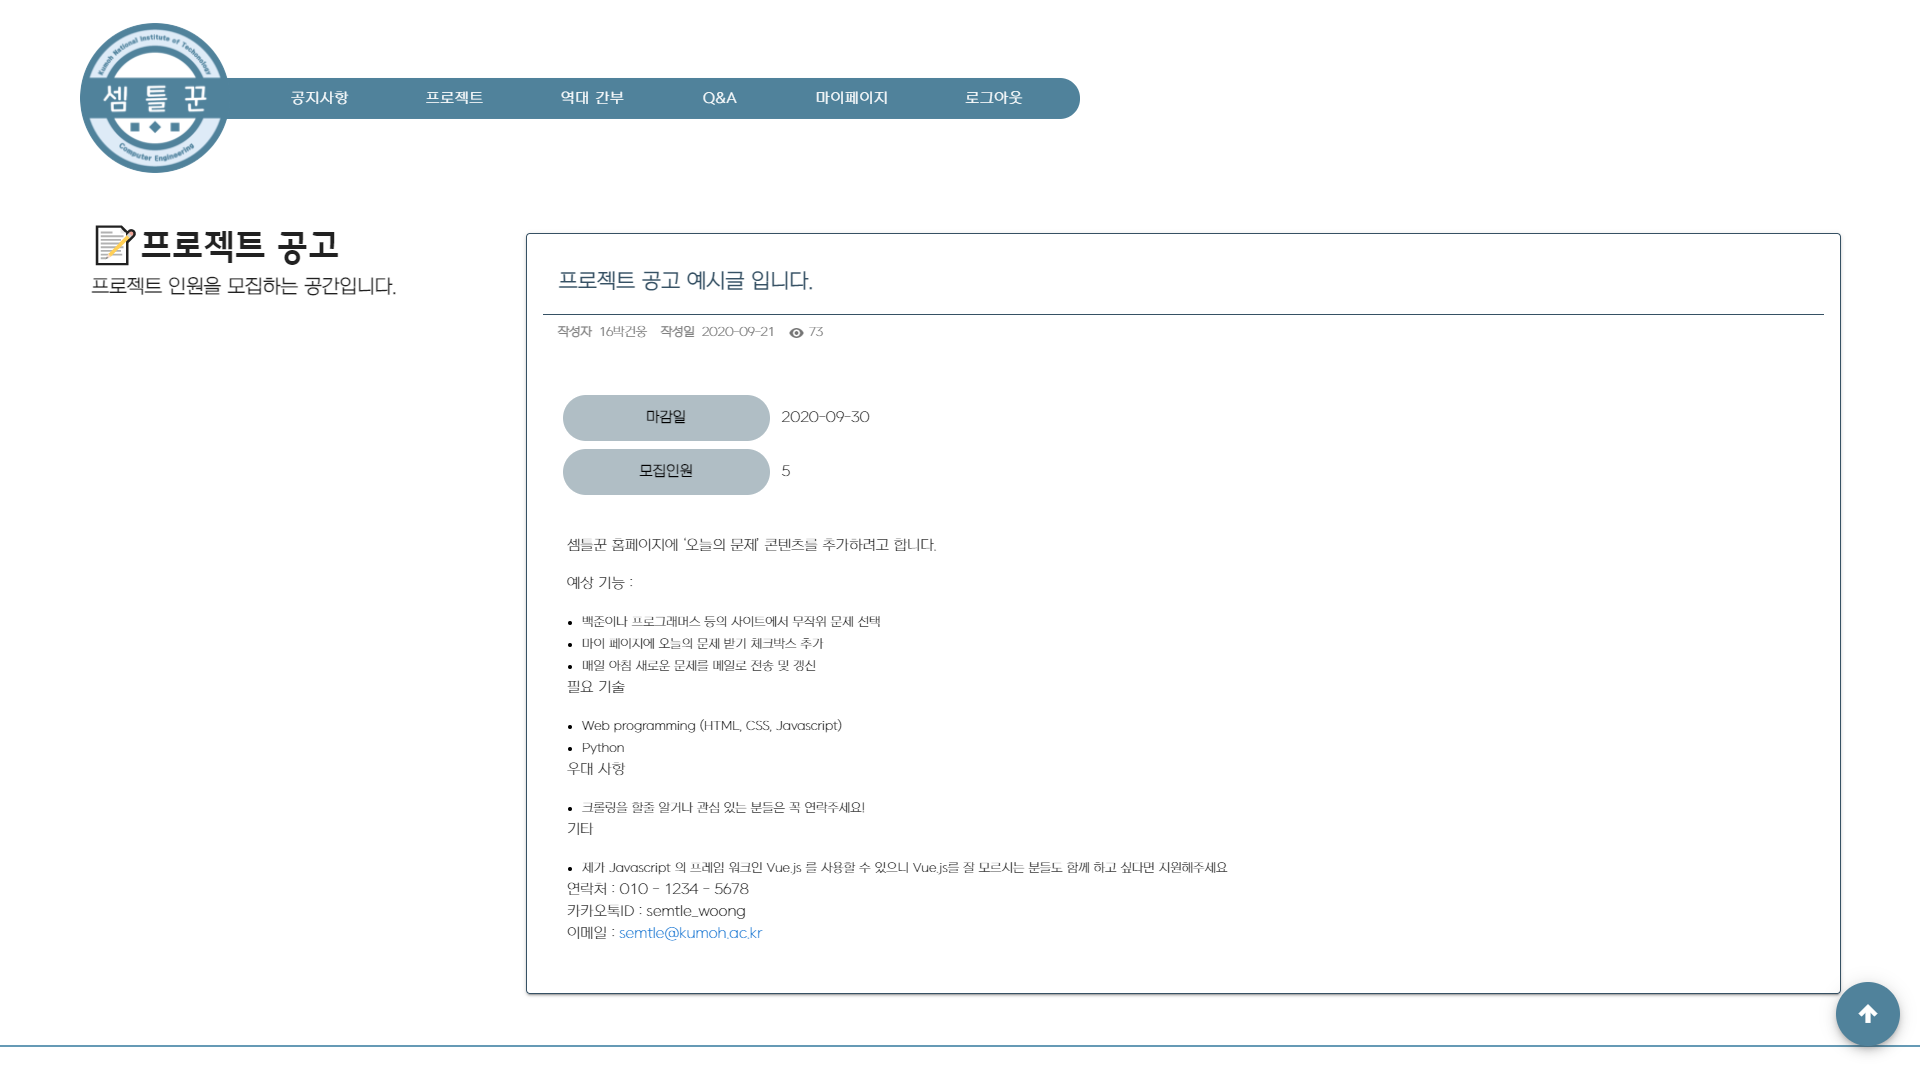 Kumoh National Institute of Technology
셈틀꾼
Computer Engineering
공지사항 프로젝트 역대 간부 Q&A 마이페이지 로그아웃
프로젝트 공고
프로젝트 인원을 모집하는 공간입니다.
프로젝트 공고 예시글 입니다.
작성자 16박건웅 작성일 2020-09-21 73
마감일 2020-09-30
모집인원 5
셈틀꾼 홈페이지에 '오늘의 문제' 콘텐츠를 추가하려고 합니다.
예상 기능 :
백준이나 프로그래머스 등의 사이트에서 무작위 문제 선택
마이 페이지에 오늘의 문제 받기 체크박스 추가
매일 아침 새로운 문제를 메일로 전송 및 갱신
필요 기술
Web programming (HTML, CSS, Javascript)
Python
우대 사항
크롤링을 할줄 알거나 관심 있는 분들은 꼭 연락주세요!
기타
제가 Javascript 의 프레임 워크인 Vue.js 를 사용할 수 있으니 Vue.js를 잘 모르시는 분들도 함께 하고 싶다면 지원해주세요
연락처 : 010 - 1234 - 5678
카카오톡ID : semtle_woong
이메일 : semtle@kumoh.ac.kr